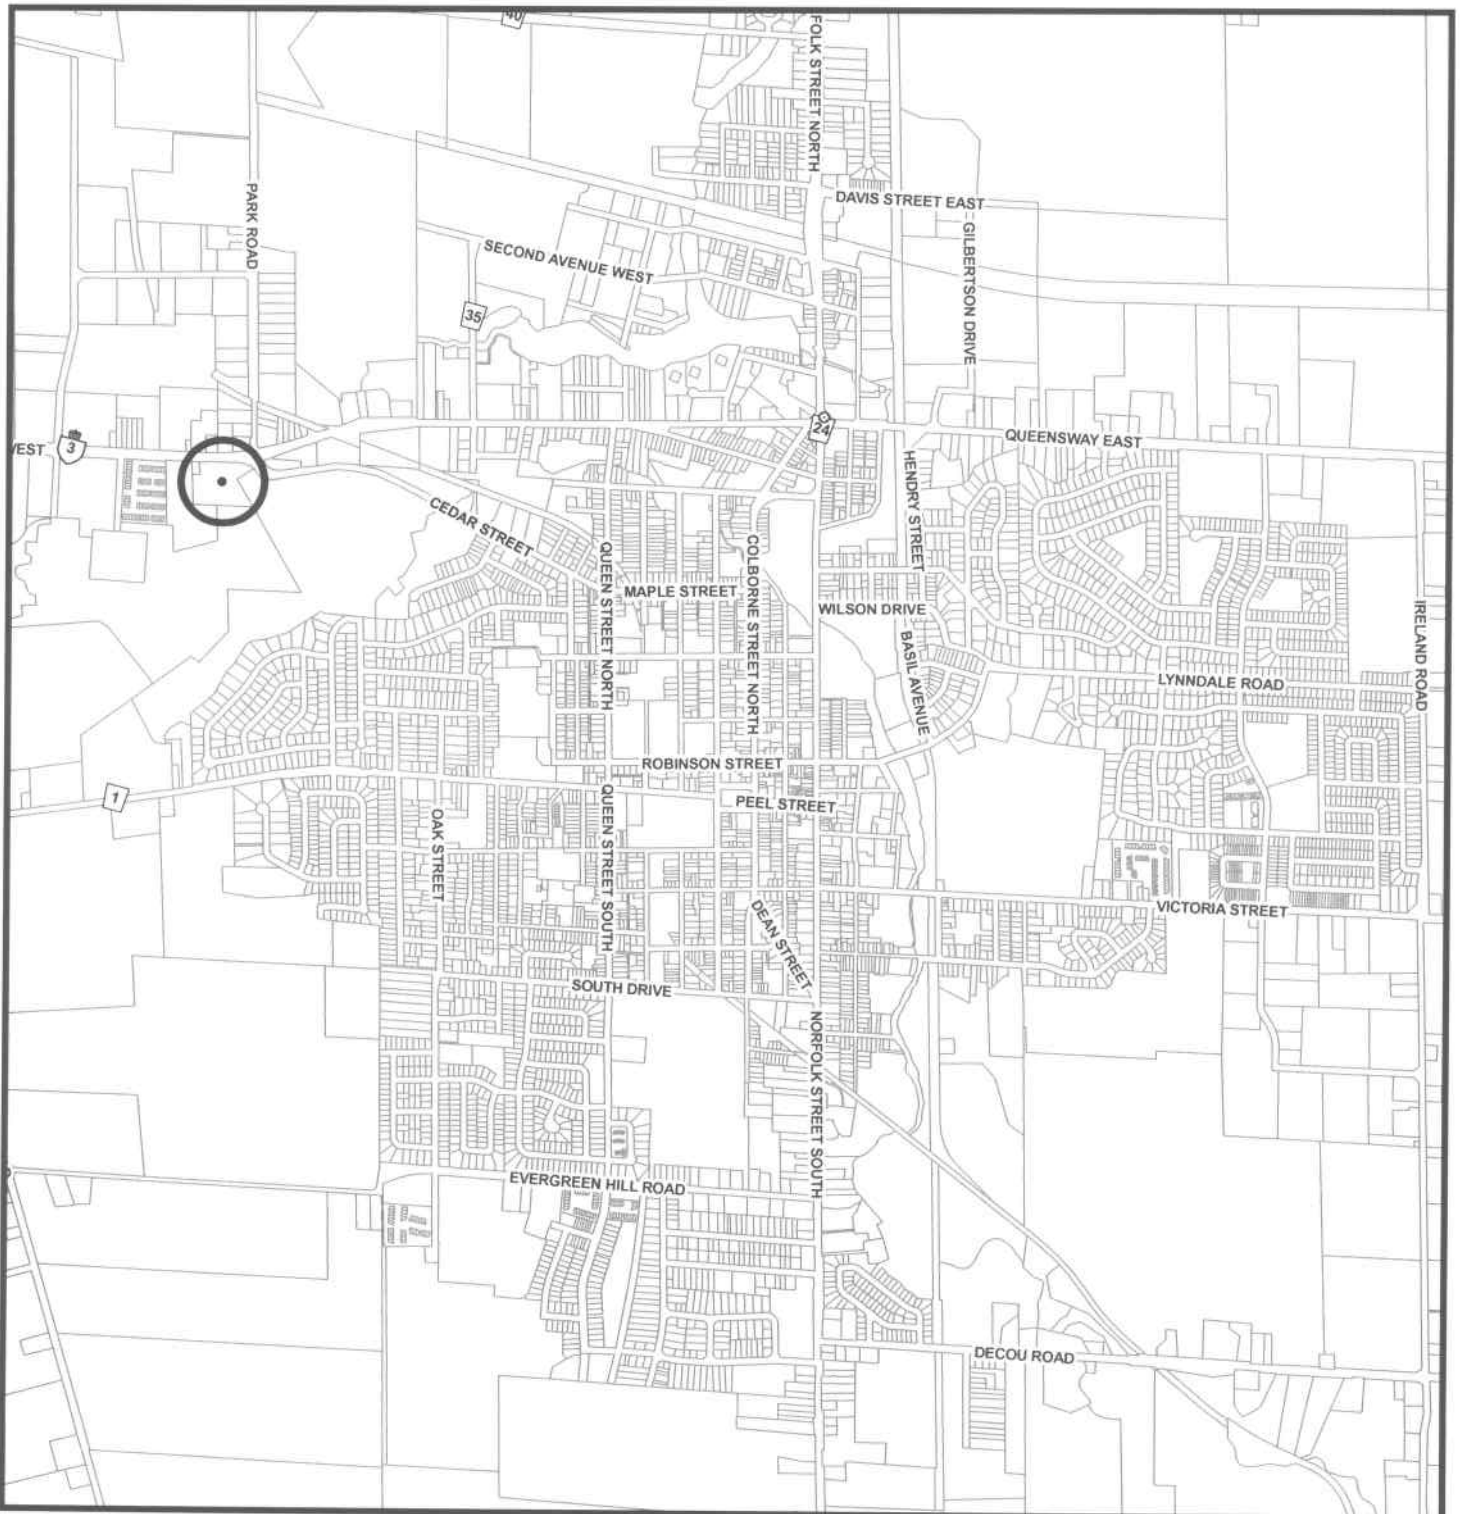 40
FOLK STREET NORTH
PARK ROAD
DAVIS STREET EAST
GILBERTSON DRIVE
SECOND AVENUE WEST
35
24
QUEENSWAY EAST
3
HENDRY STREET
CEDAR STREET
QUEEN STREET NORTH
COLBORNE STREET NORTH
MAPLE STREET
WILSON DRIVE
BASIL AVENUE
IRELAND ROAD
LYNNDALE ROAD
ROBINSON STREET
1
PEEL STREET
OAK STREET
QUEEN STREET SOUTH
DEAN STREET
VICTORIA STREET
SOUTH DRIVE
NORFOLK STREET SOUTH
EVERGREEN HILL ROAD
DECOU ROAD